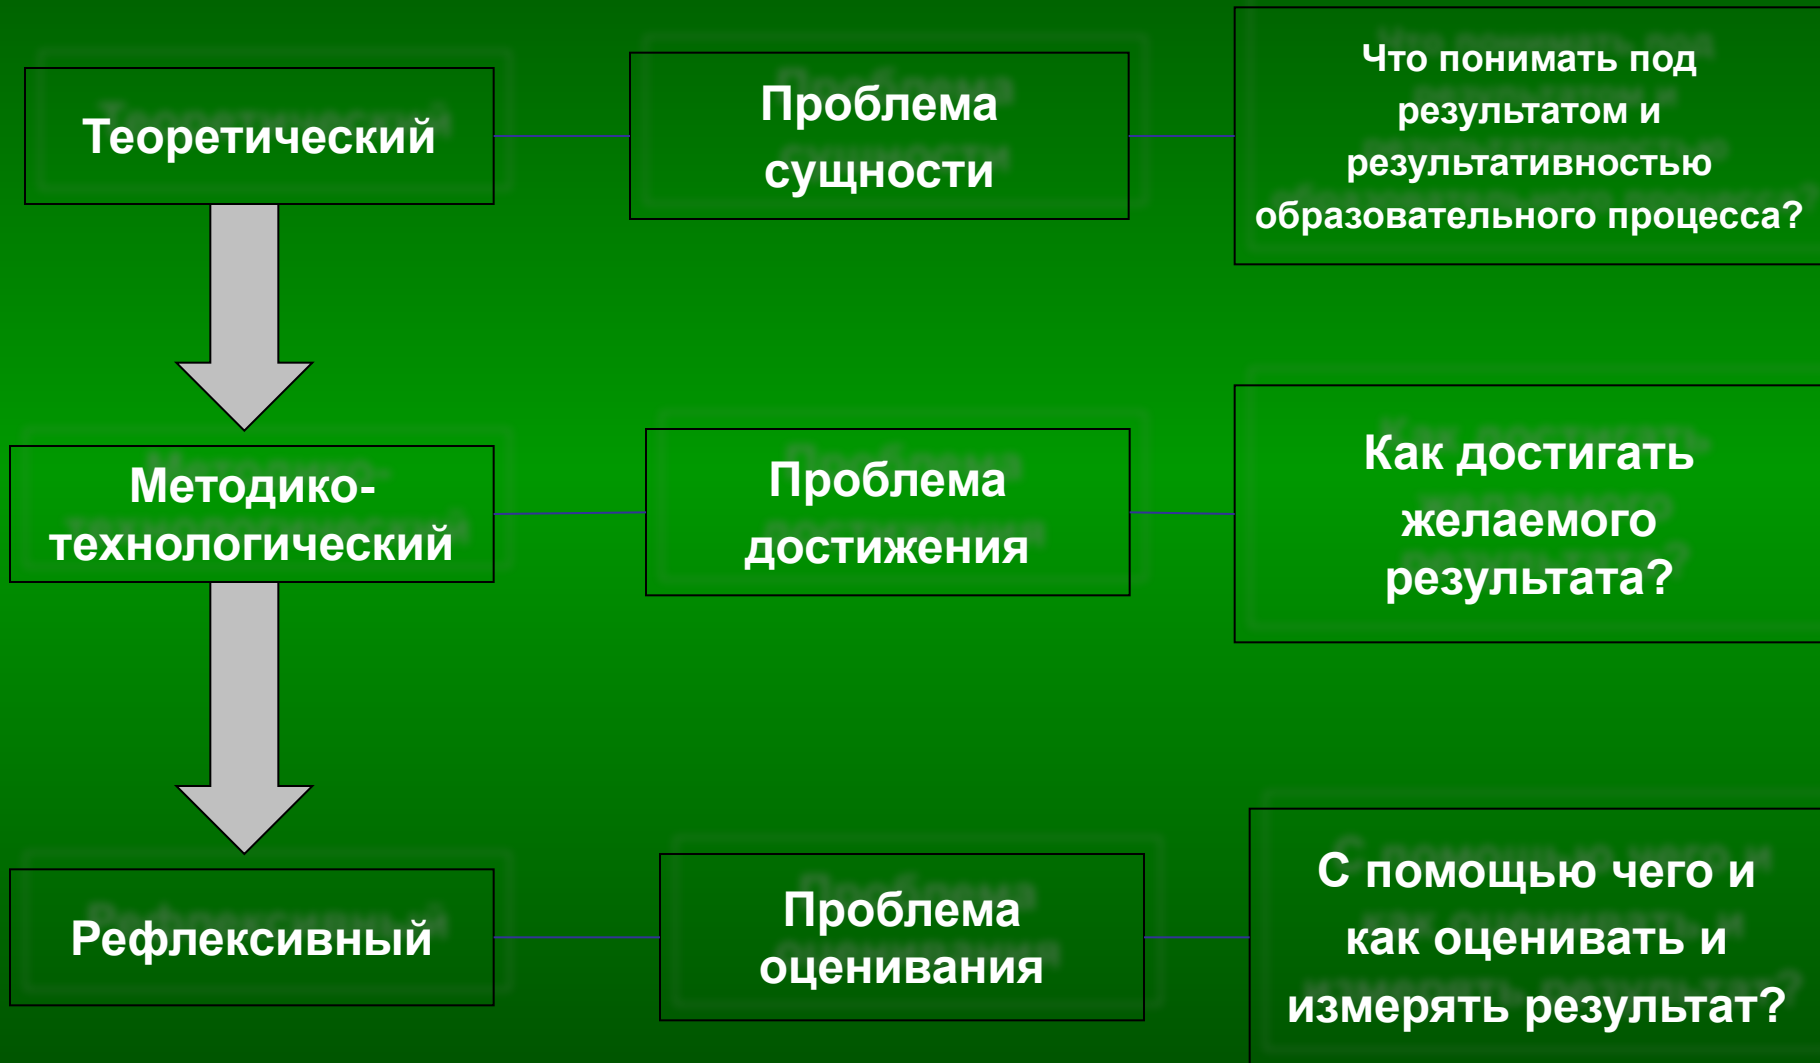 Теоретический
Проблема
сущности
Что понимать под
результатом и
результативностью
образовательного процесса?
Методико-
технологический
Проблема
достижения
Как достигать
желаемого
результата?
Рефлексивный
Проблема
оценивания
С помощью чего и
как оценивать и
измерять результат?